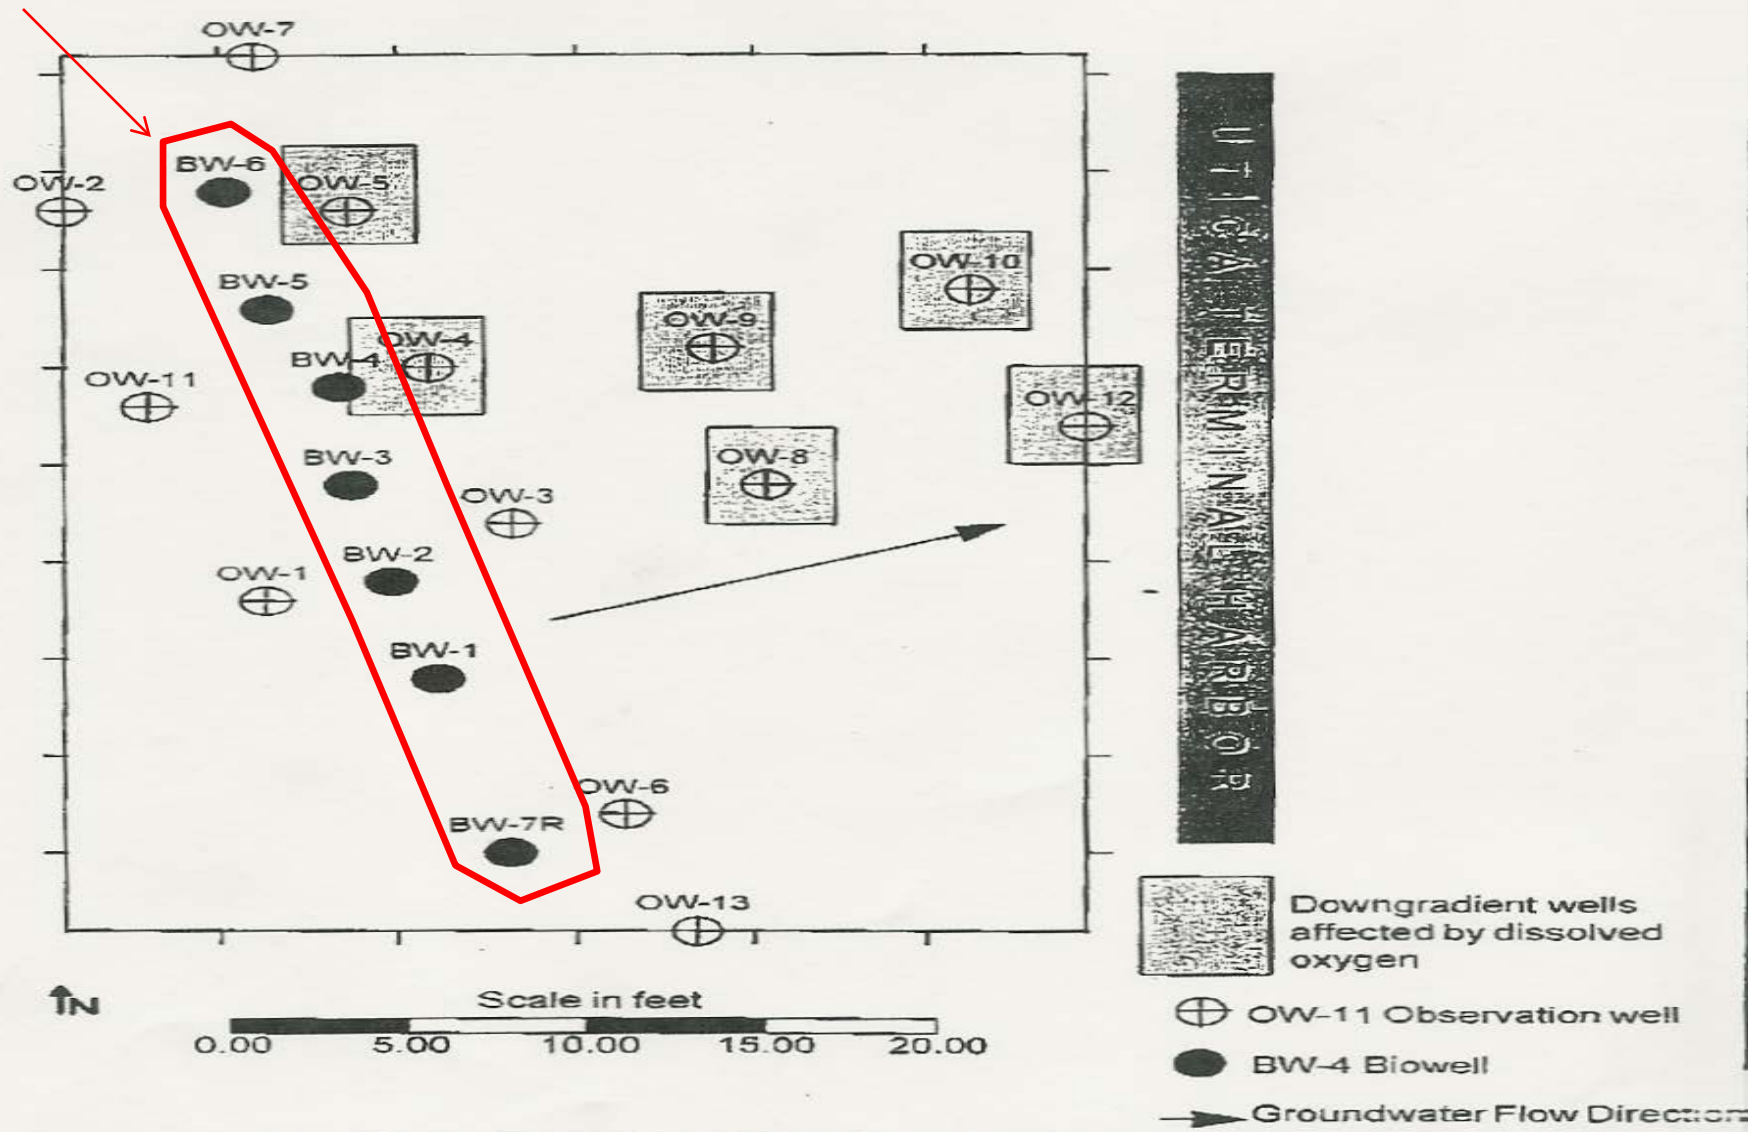 OW-7
BW-6
OW-2
OW-5
OW-10
BW-5
OW-9
OW-4
BW-4
OW-11
OW-12
BW-3
OW-8
OW-3
BW-2
OW-1
BW-1
OW-6
BW-7R
OW-13
UTICA TERMINAL HARBOR
Downgradient wells
affected by dissolved
oxygen
N
Scale in feet
0.00 5.00 10.00 15.00 20.00
OW-11 Observation well
BW-4 Biowell
Groundwater Flow Direction